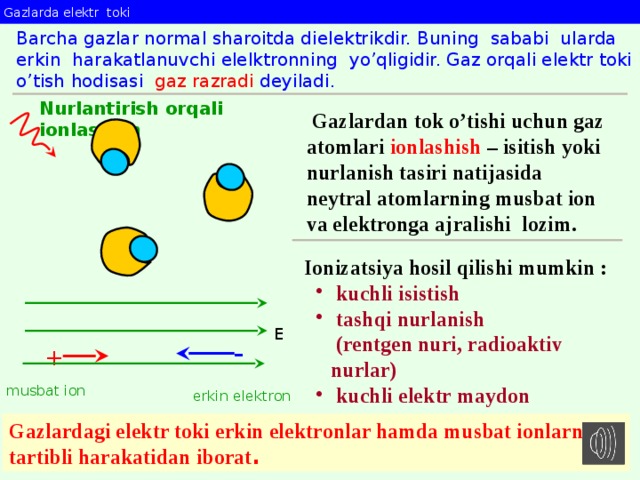 Gazlarda elektr toki
Barcha gazlar normal sharoitda dielektrikdir. Buning sababi ularda
erkin harakatlanuvchi elelktronning yo’qligidir. Gaz orqali elektr toki
o’tish hodisasi gaz razradi deyiladi.
Nurlantirish orqali
Gazlardan tok o’tishi uchun gaz
atomlari ionlashish – isitish yoki
nurlanish tasiri natijasida
neytral atomlarning musbat ion
va elektronga ajralishi lozim.
Ionizatsiya hosil qilishi mumkin :
• kuchli isistish
• tashqi nurlanish
(rentgen nuri, radioaktiv
nurlar)
• kuchli elektr maydon
E
+
-
musbat ion
erkin elektron
Gazlardagi elektr toki erkin elektronlar hamda musbat
tartibli harakatidan iborat.